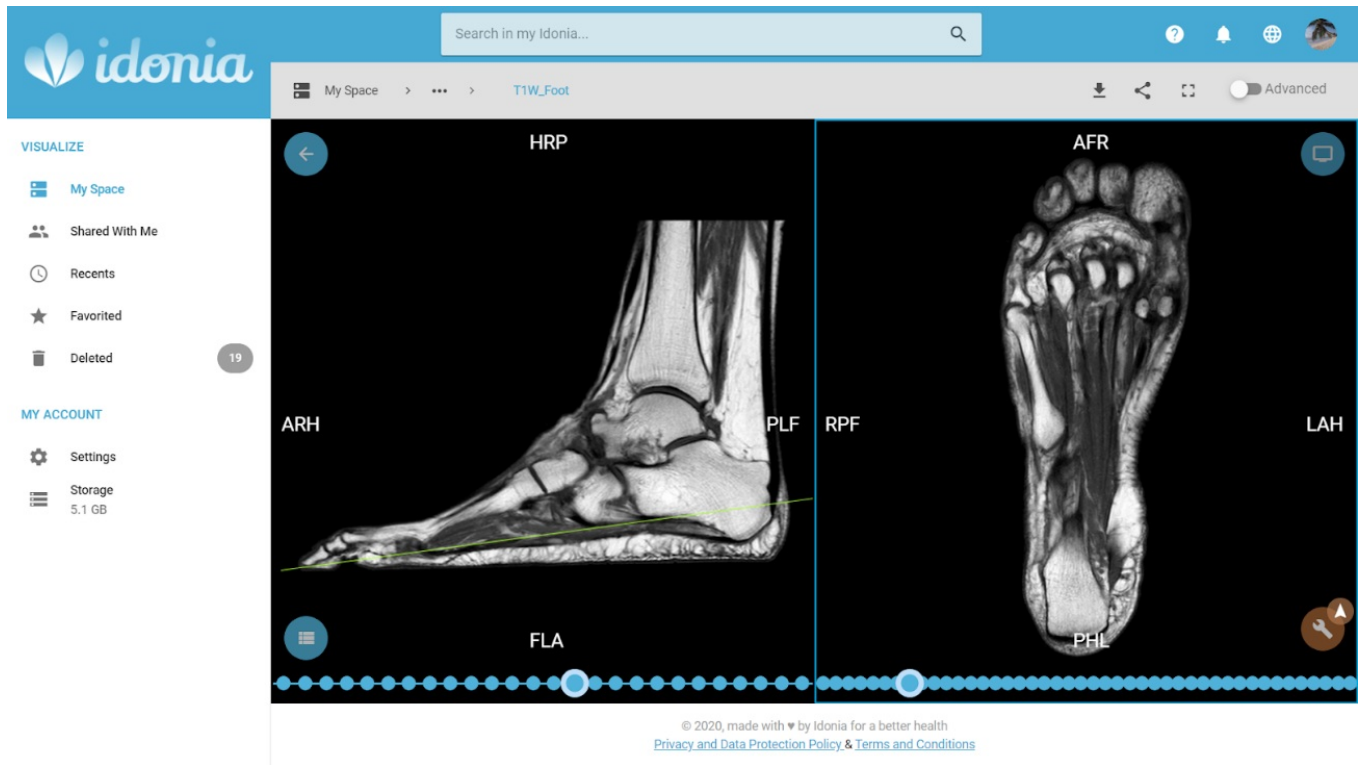 idonia
Search in my Idonia...
?
My Space > ••• > T1W_Foot
Advanced
VISUALIZE
My Space
Shared With Me
Recents
Favorited
Deleted 19
MY ACCOUNT
Settings
Storage
5.1 GB
HRP
ARH PLF
FLA
AFR
RPF LAH
PHL
© 2020, made with ♥ by Idonia for a better health
Privacy and Data Protection Policy & Terms and Conditions